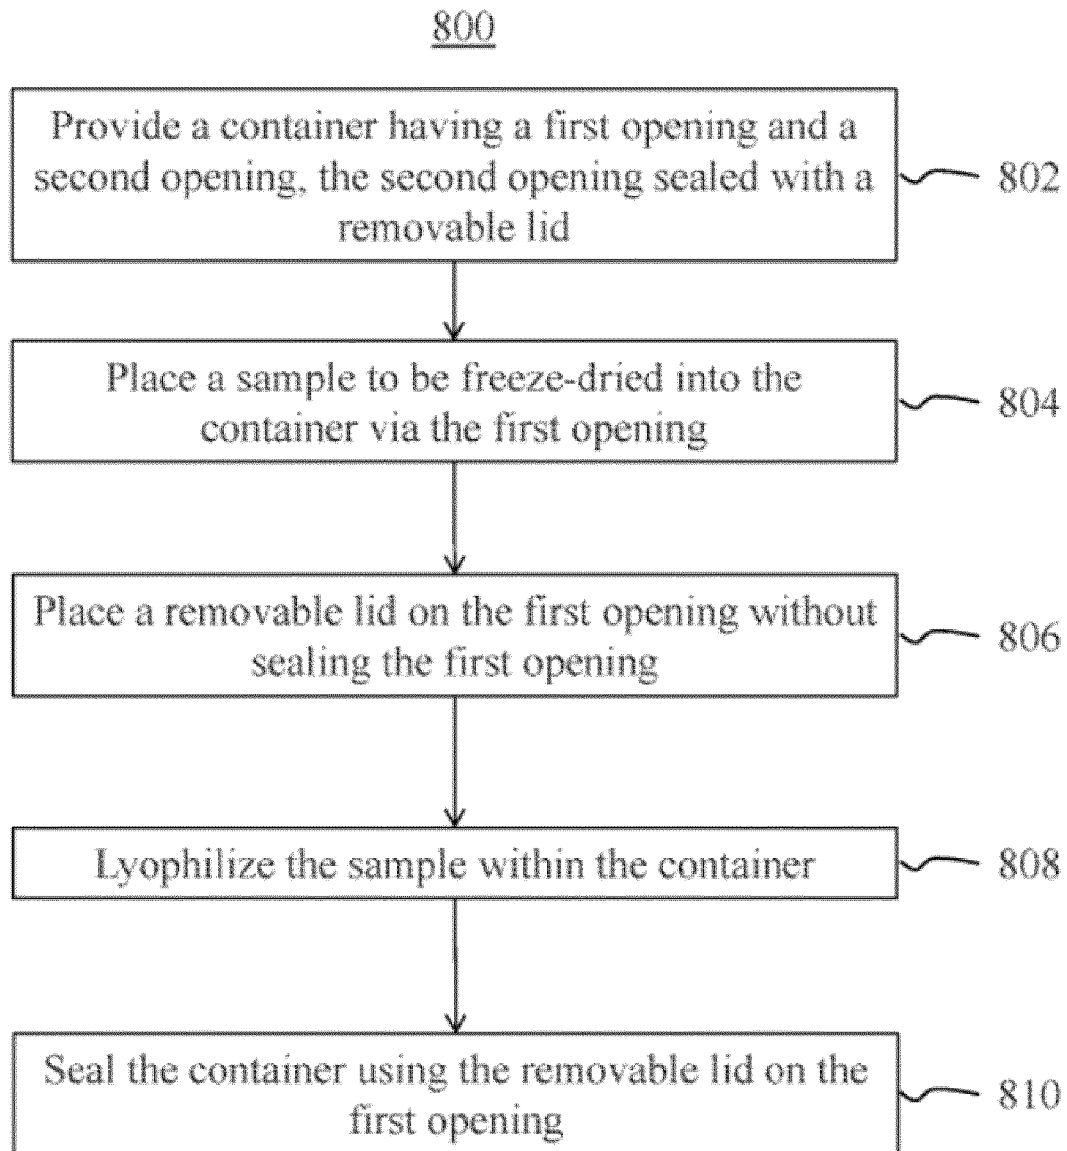 800
Provide a container having a first opening and a
second opening, the second opening sealed with a
removable lid
802
Place a sample to be freeze-dried into the
container via the first opening
804
Place a removable lid on the first opening without
sealing the first opening
806
Lyophilize the sample within the container
808
Seal the container using the removable lid on the
first opening
810